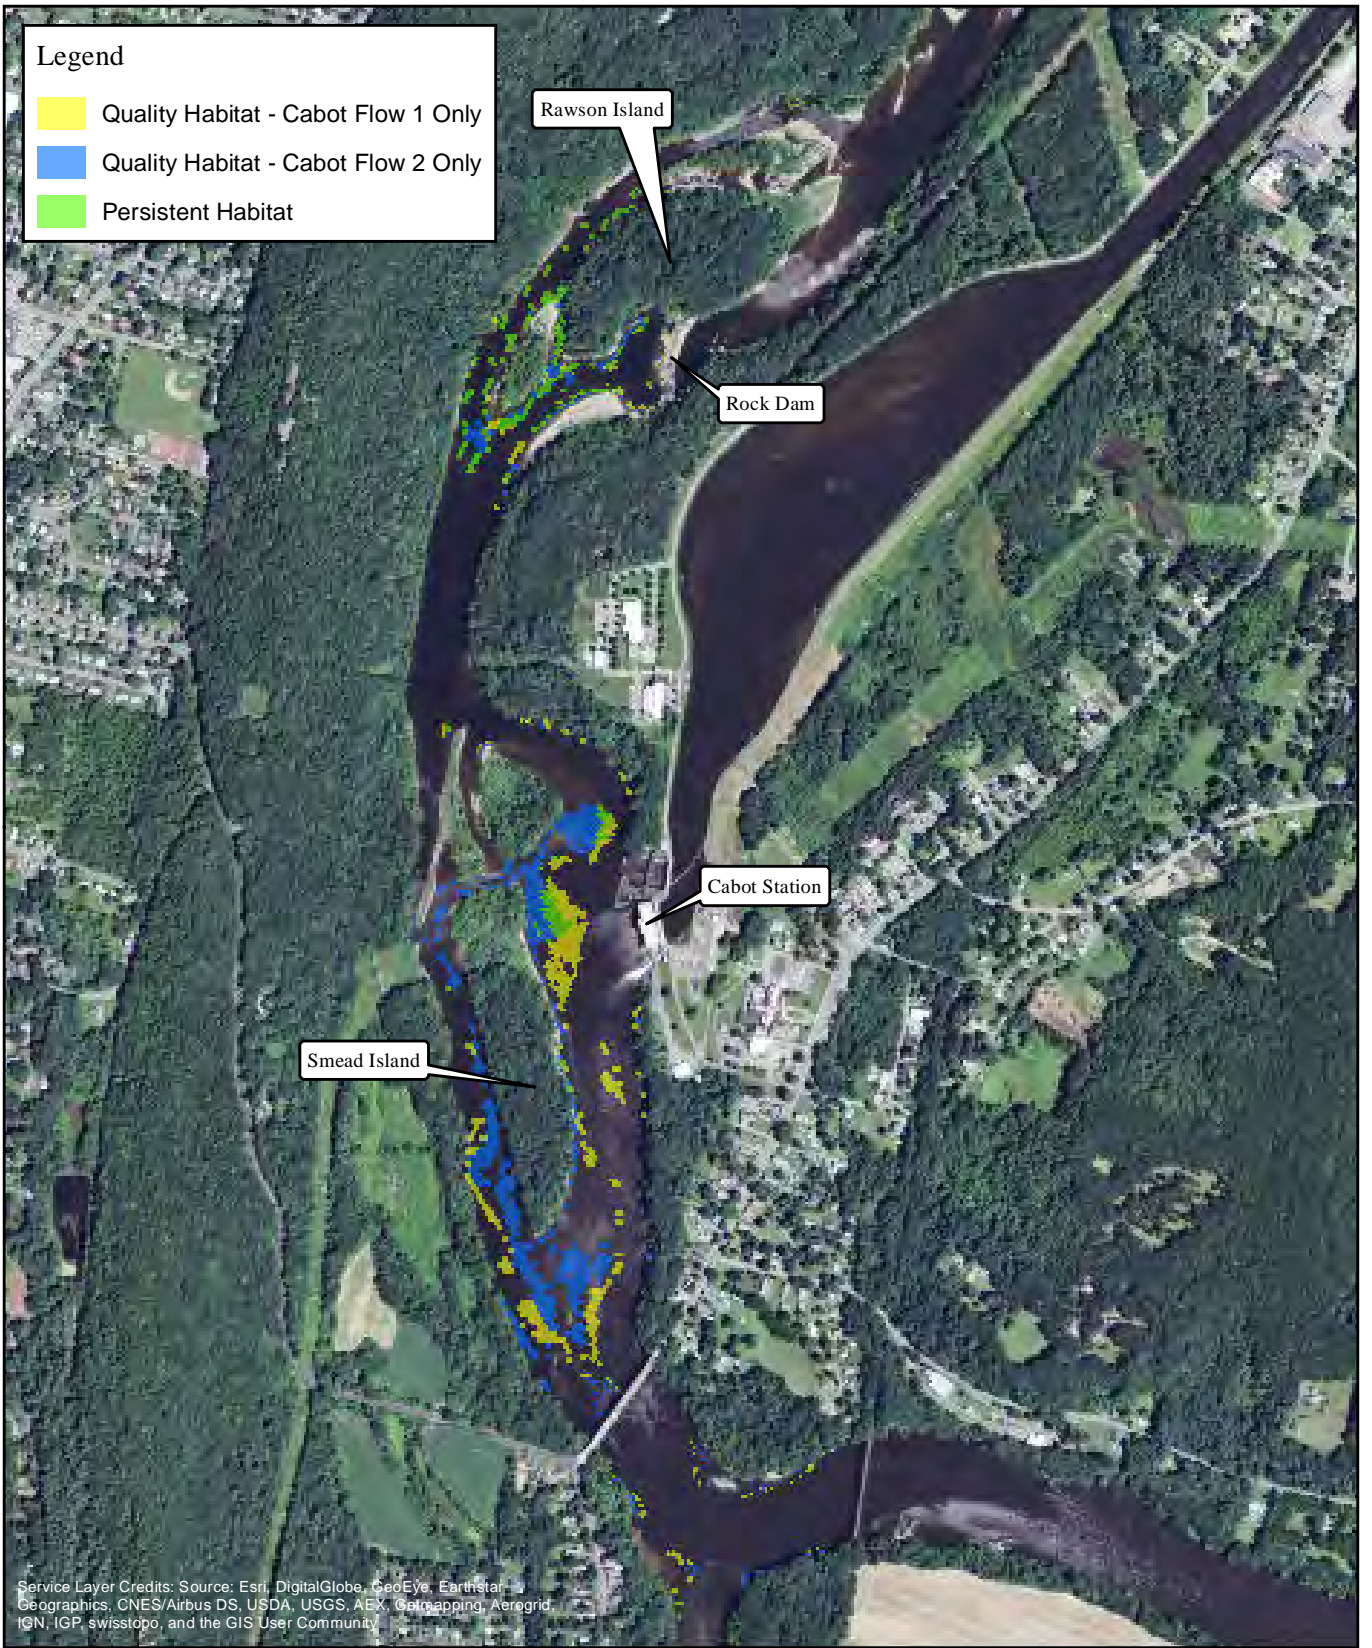 Legend
Quality Habitat - Cabot Flow 1 Only
Quality Habitat - Cabot Flow 2 Only
Persistent Habitat
Rawson Island
Rock Dam
Cabot Station
Smead Island
Service Layer Credits: Source: Esri, DigitalGlobe, GeoEye, Earthstar
Geographics, CNES/Airbus DS, USDA, USGS, AEX, Getmapping, Aerogrid,
IGN, IGP, swisstopo, and the GIS User Community